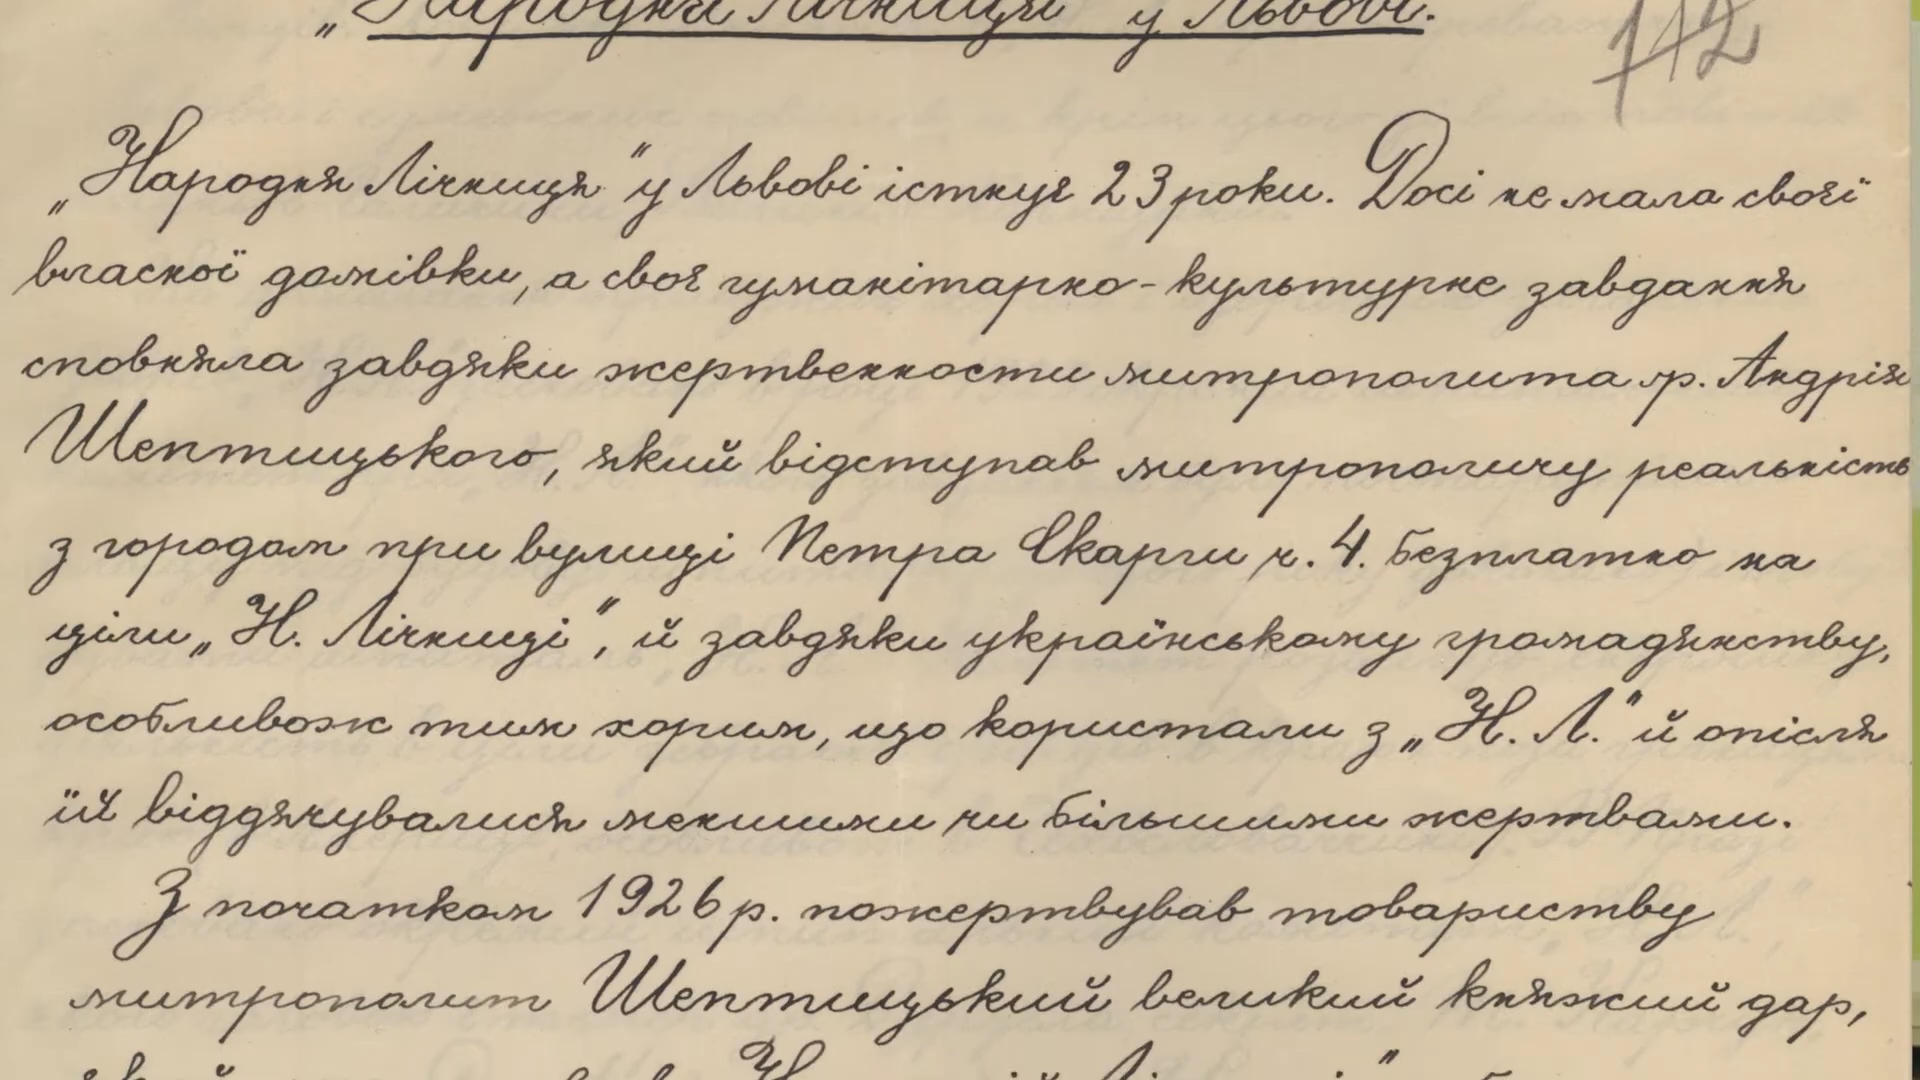 „Народня Лічниця" у Львові.
112
„Народня Лічниця" у Львові істнує 23 роки. Досі не мала своєї
власної домівки, а своє гуманітарно-культурне завдання
сповняла завдяки жертвенности митрополита гр. Андрія
Шептицького, який відступав митрополичу реальність
з городом при вулиці Петра Скарги ч. 4. безплатно на
ціли „Н. Лічниці", й завдяки українському громадянству,
особливож тим хорим, що користали з „Н. Л." й опісля
їй віддячувалися меншими чи більшими жертвами.
З початком 1926 р. пожертвував товариству
митрополит Шептицький великий княжий дар,